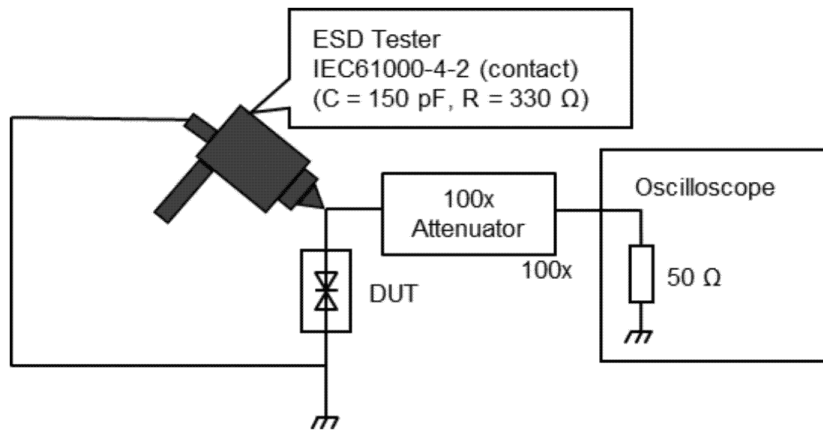 ESD Tester
IEC61000-4-2 (contact)
(C = 150 pF, R = 330 Ω)
100x
Attenuator
100x
Oscilloscope
50 Ω
DUT